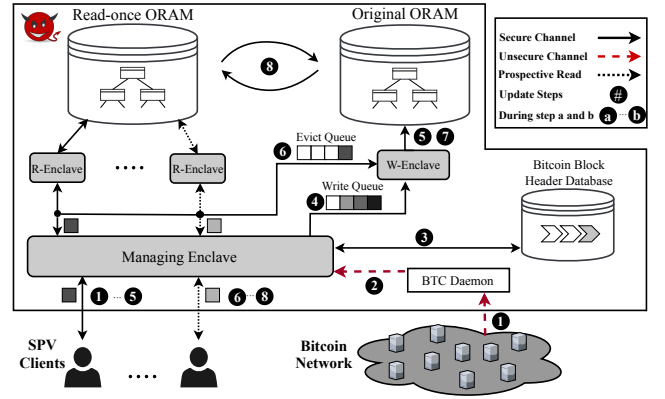 Read-once ORAM
Original ORAM
Secure Channel
Unsecure Channel
Prospective Read
Update Steps #
During step a and b a ... b
8
6 Evict Queue
5 7
R-Enclave
....
R-Enclave
W-Enclave
Write Queue
4
Bitcoin Block
Header Database
Managing Enclave
3
2
BTC Daemon
1 ... 5
6 ... 8
1
SPV
Clients
....
Bitcoin
Network